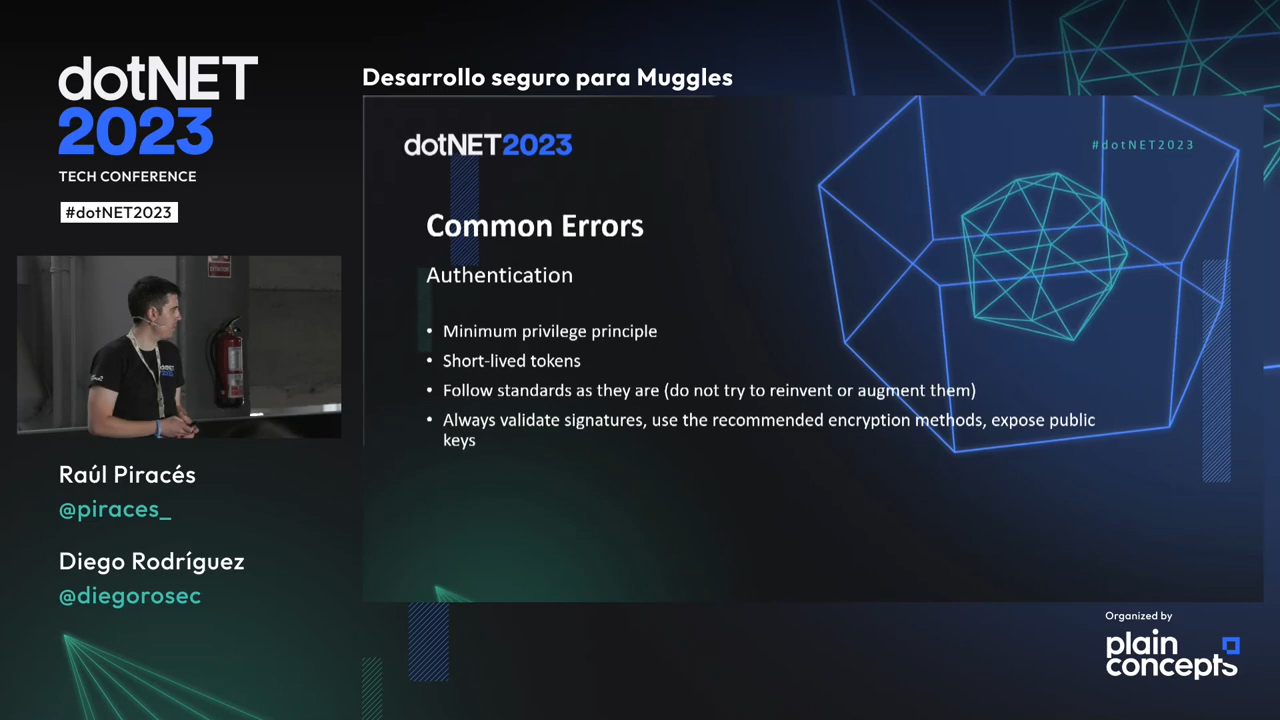 dotNET
2023
TECH CONFERENCE
#dotNET2023
Desarrollo seguro para Muggles
dotNET2023
#dotNET2023
Common Errors
Authentication
• Minimum privilege principle
• Short-lived tokens
• Follow standards as they are (do not try to reinvent or augment them)
• Always validate signatures, use the recommended encryption methods, expose public
keys
Raúl Piracés
@piraces_
Diego Rodríguez
@diegorosec
Organized by
plain
concepts